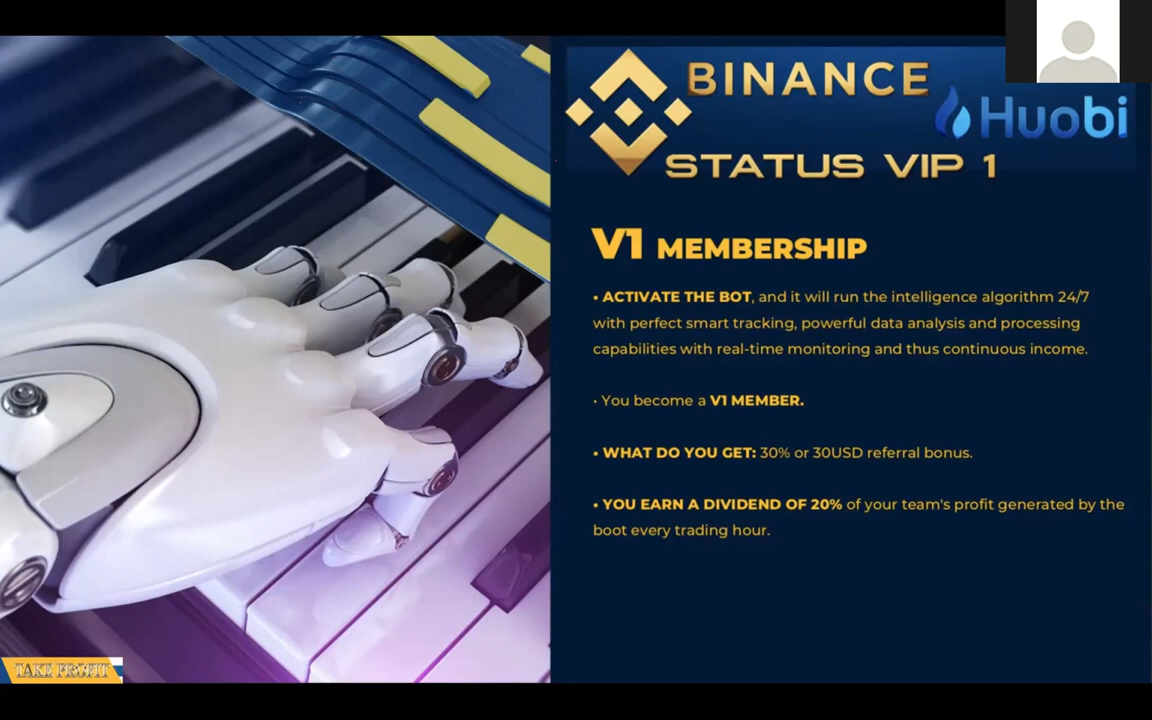 BINANCE
Huobi
STATUS VIP 1
V1 MEMBERSHIP
• ACTIVATE THE BOT, and it will run the intelligence algorithm 24/7
with perfect smart tracking, powerful data analysis and processing
capabilities with real-time monitoring and thus continuous income.
• You become a V1 MEMBER.
• WHAT DO YOU GET: 30% or 30USD referral bonus.
• YOU EARN A DIVIDEND OF 20% of your team's profit generated by the
boot every trading hour.
TAKE PROFIT